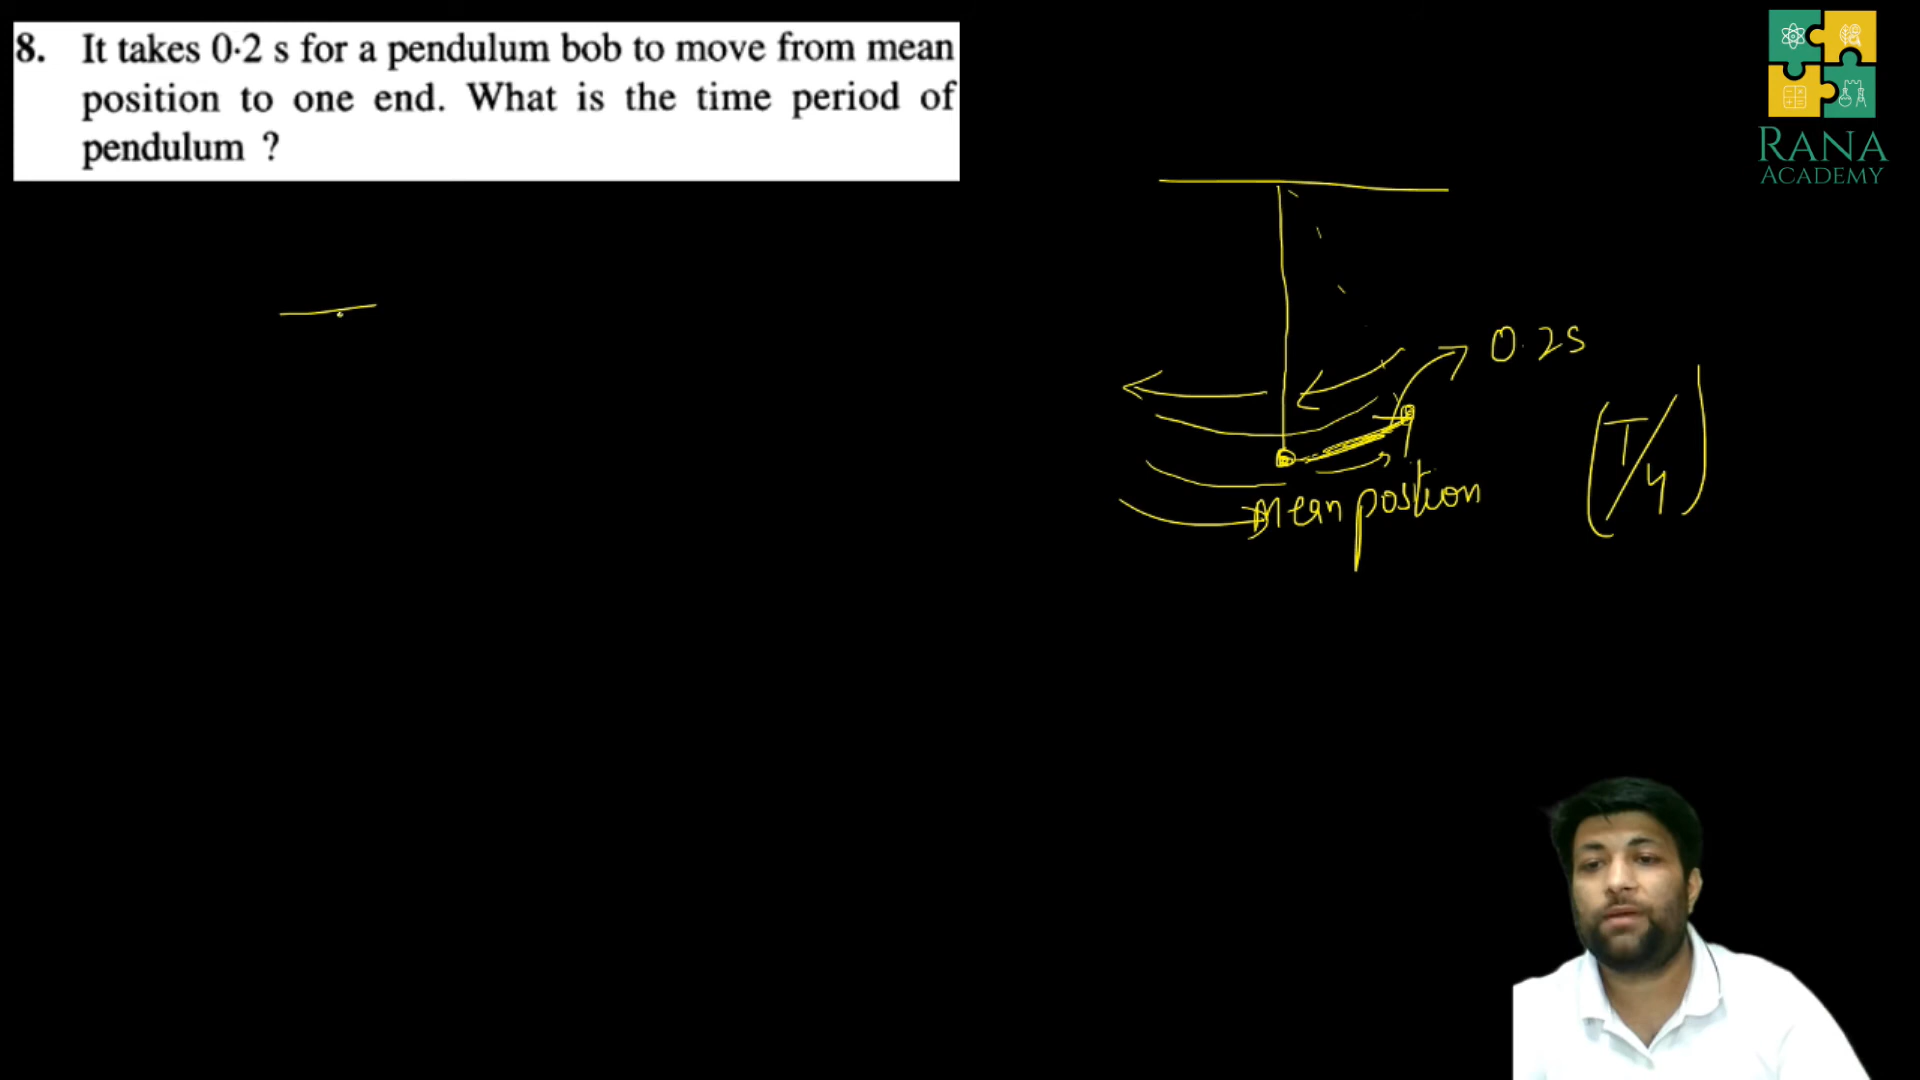 8. It takes 0·2 s for a pendulum bob to move from mean
position to one end. What is the time period of
pendulum ?
RANA
ACADEMY
0.2s
(T/4)
Mean position